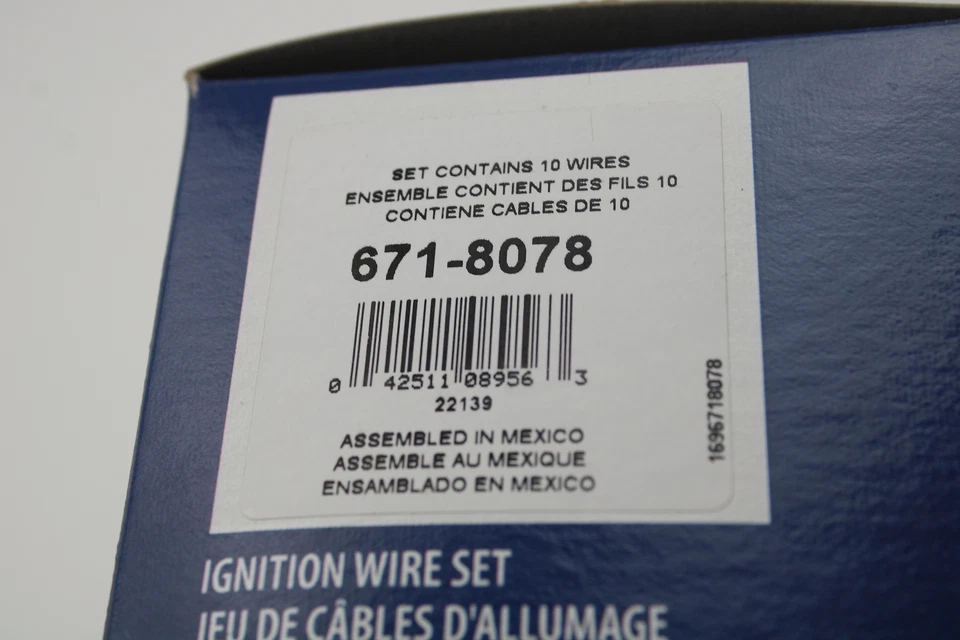 SET CONTAINS 10 WIRES
ENSEMBLE CONTIENT DES FILS 10
CONTIENE CABLES DE 10
671-8078
0 42511 08956 3
22139
ASSEMBLED IN MEXICO
ASSEMBLE AU MEXIQUE
ENSAMBLADO EN MEXICO
1696718078
IGNITION WIRE SET
JEU DE CÂBLES D'ALLUMAGE